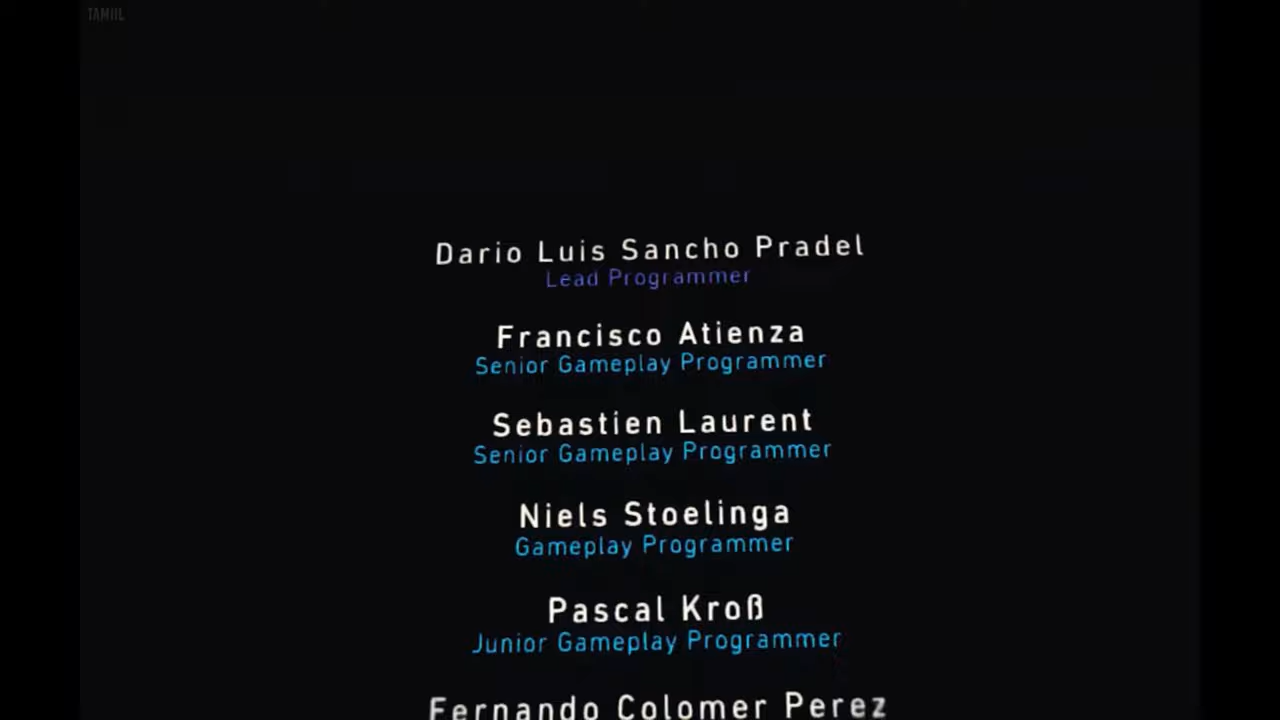 TAMIL
Dario Luis Sancho Pradel
Lead Programmer
Francisco Atienza
Senior Gameplay Programmer
Sebastien Laurent
Senior Gameplay Programmer
Niels Stoelinga
Gameplay Programmer
Pascal Kroß
Junior Gameplay Programmer
Fernando Colomer Perez